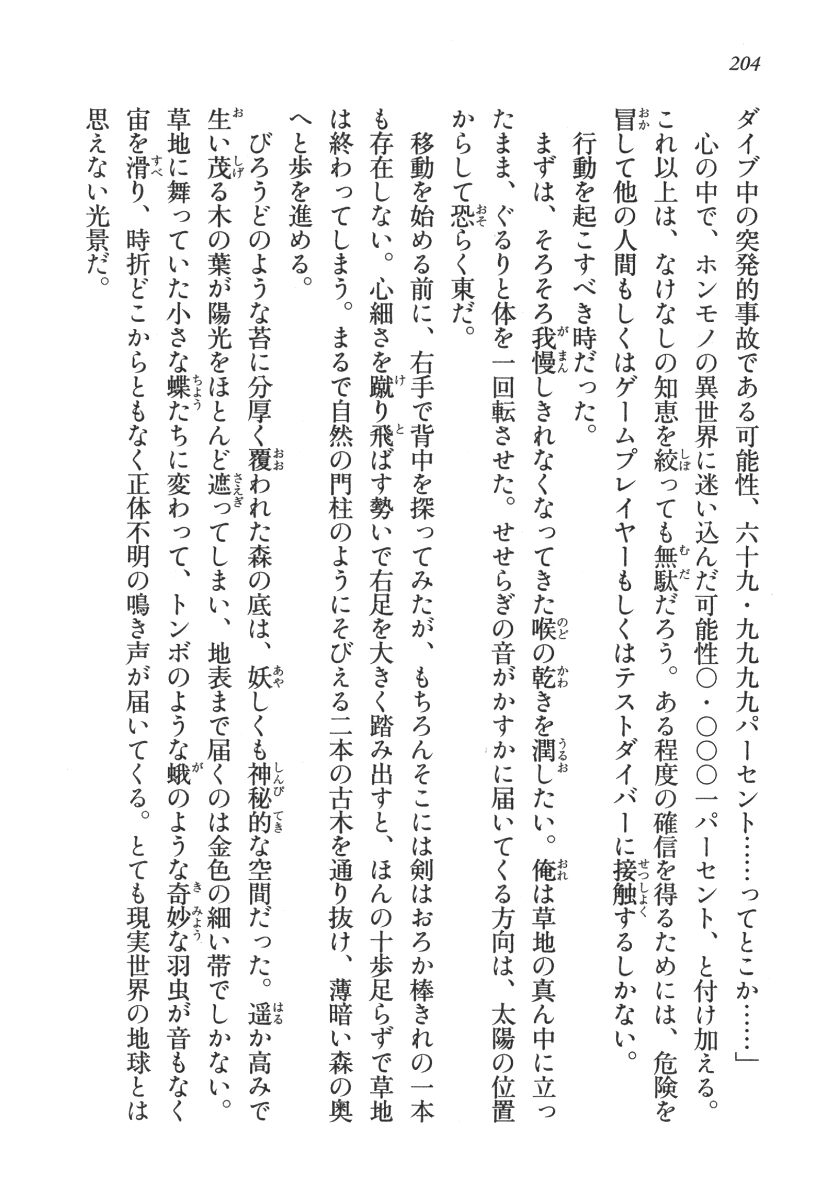 204
ダイブ中の突発的事故である可能性、六十九・九九九九パーセント……ってとこか……」
　心の中で、ホンモノの異世界に迷い込んだ可能性〇・〇〇〇一パーセント、と付け加える。
これ以上は、なけなしの知恵を絞っても無駄だろう。ある程度の確信を得るためには、危険を
冒して他の人間もしくはゲームプレイヤーもしくはテストダイバーに接触するしかない。
　行動を起こすべき時だった。
　まずは、そろそろ我慢しきれなくなってきた喉の乾きを潤したい。俺は草地の真ん中に立っ
たまま、ぐるりと体を一回転させた。せせらぎの音がかすかに届いてくる方向は、太陽の位置
からして恐らく東だ。
　移動を始める前に、右手で背中を探ってみたが、もちろんそこには剣はおろか棒きれの一本
も存在しない。心細さを蹴り飛ばす勢いで右足を大きく踏み出すと、ほんの十歩足らずで草地
は終わってしまう。まるで自然の門柱のようにそびえる二本の古木を通り抜け、薄暗い森の奥
へと歩を進める。
　びろうどのような苔に分厚く覆われた森の底は、妖しくも神秘的な空間だった。遥か高みで
生い茂る木の葉が陽光をほとんど遮ってしまい、地表まで届くのは金色の細い帯でしかない。
草地に舞っていた小さな蝶たちに変わって、トンボのような蛾のような奇妙な羽虫が音もなく
宙を滑り、時折どこからともなく正体不明の鳴き声が届いてくる。とても現実世界の地球とは
思えない光景だ。